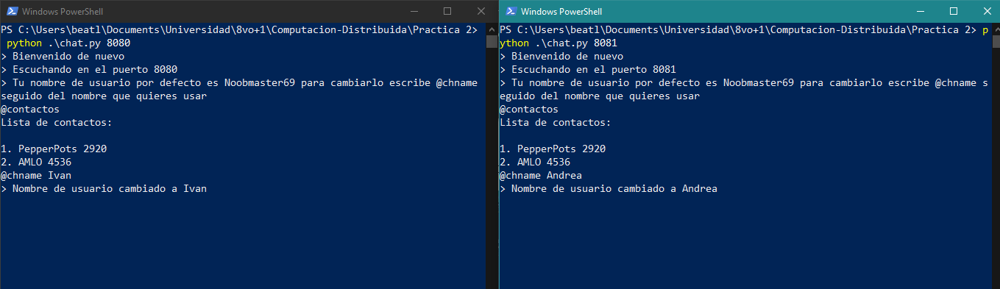 Windows PowerShell
PS C:\Users\beatl\Documents\Universidad\8vo+1\Computacion-Distribuida\Practica 2>
python .\chat.py 8080
> Bienvenido de nuevo
> Escuchando en el puerto 8080
> Tu nombre de usuario por defecto es Noobmaster69 para cambiarlo escribe @chname
seguido del nombre que quieres usar
@contactos
Lista de contactos:
1. PepperPots 2920
2. AMLO 4536
@chname Ivan
> Nombre de usuario cambiado a Ivan
Windows PowerShell
PS C:\Users\beatl\Documents\Universidad\8vo+1\Computacion-Distribuida\Practica 2> p
ython .\chat.py 8081
> Bienvenido de nuevo
> Escuchando en el puerto 8081
> Tu nombre de usuario por defecto es Noobmaster69 para cambiarlo escribe @chname s
eguido del nombre que quieres usar
@contactos
Lista de contactos:
1. PepperPots 2920
2. AMLO 4536
@chname Andrea
> Nombre de usuario cambiado a Andrea